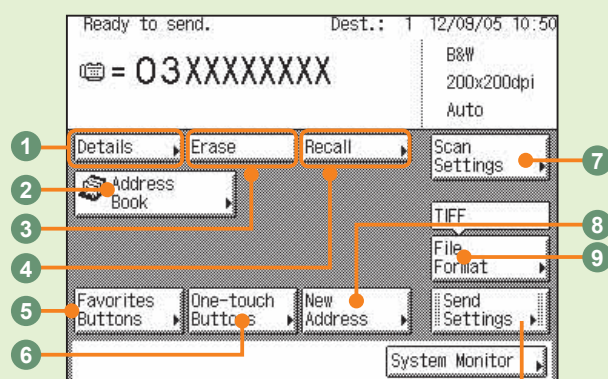 Ready to send. Dest.: 1 12/09/05 10:50
= 03XXXXXXXX
B&W
200x200dpi
Auto
1 Details Erase Recall Scan Settings 7
2 Address Book
3
TIFF
8
4
File Format 9
5 Favorites Buttons One-touch Buttons New Address Send Settings
6
System Monitor